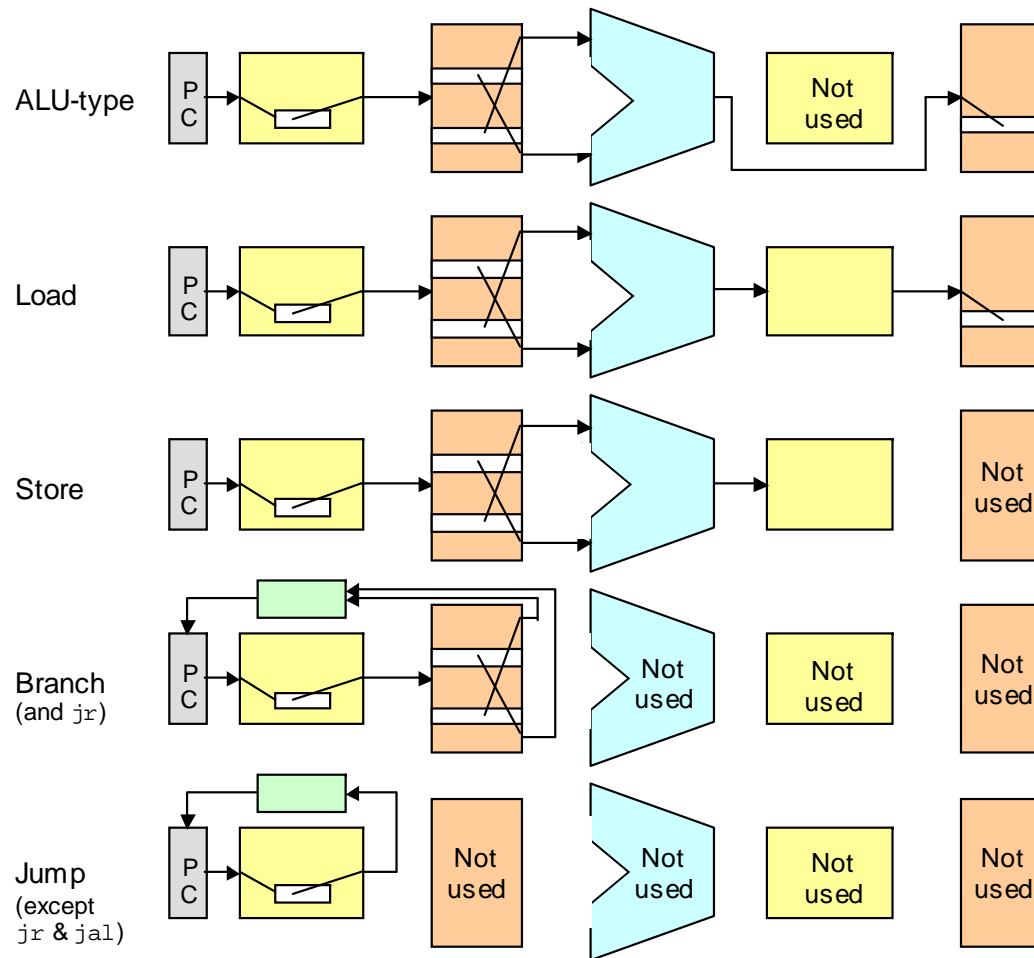 ALU-type
P
C
Not
used
Load
P
C
Store
P
C
Not
used
Branch
(and jr)
P
C
Not
used
Not
used
Not
used
Jump
(except
jr & jal)
P
C
Not
used
Not
used
Not
used
Not
used